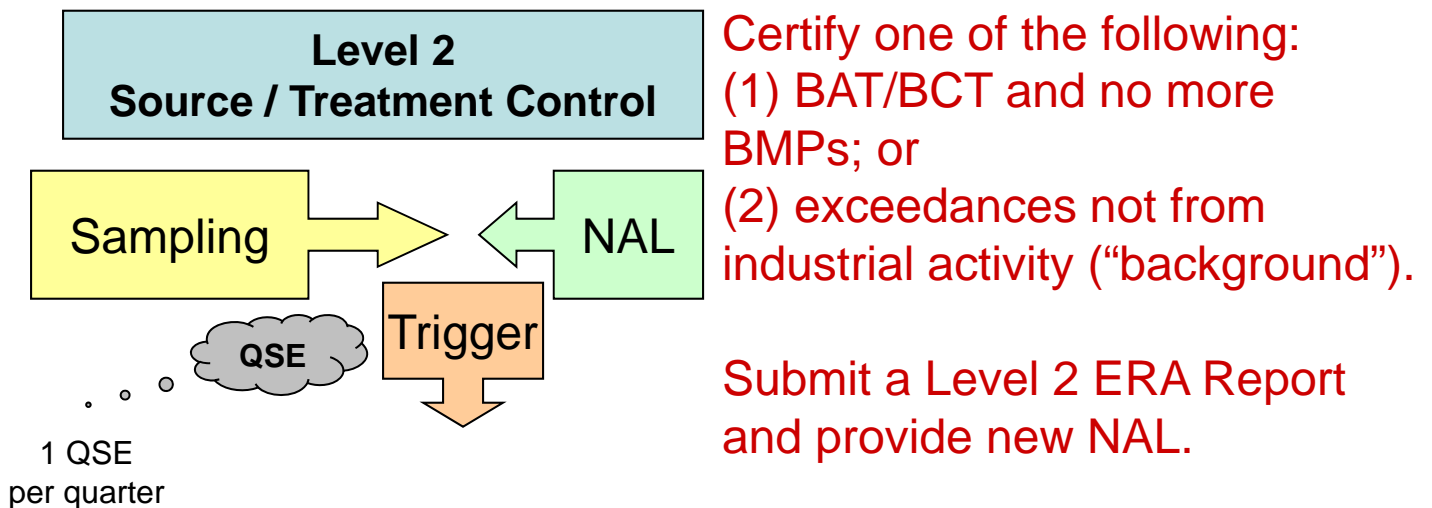 Level 2
Source / Treatment Control
Sampling
NAL
Trigger
QSE
1 QSE
per quarter
Certify one of the following:
(1) BAT/BCT and no more
BMPs; or
(2) exceedances not from
industrial activity (“background”).
Submit a Level 2 ERA Report
and provide new NAL.